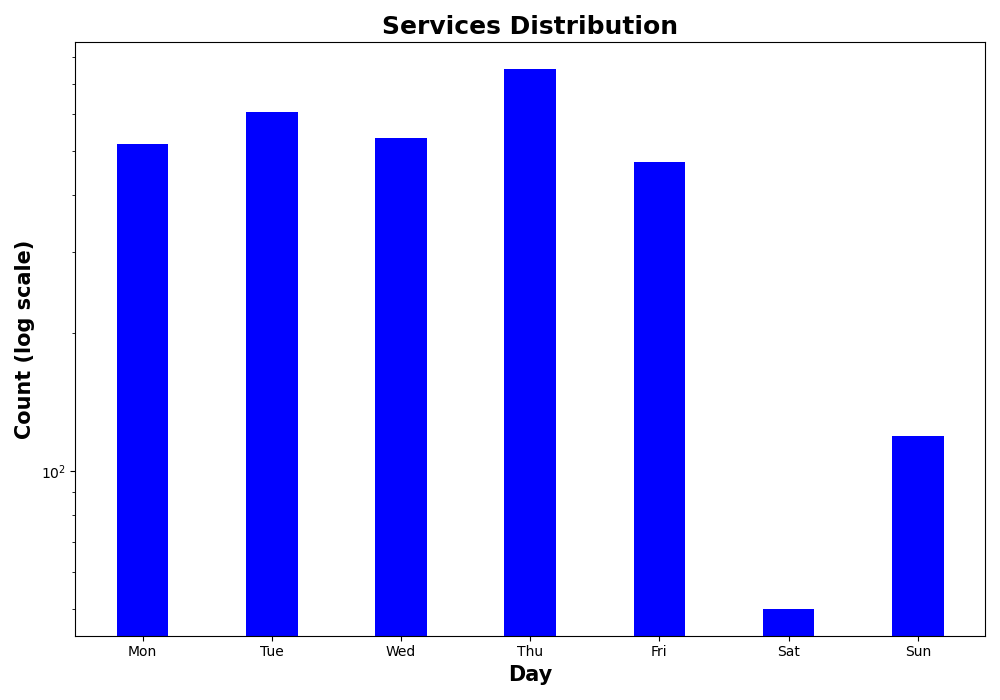 Services Distribution
Count (log scale)
10²
Mon Tue Wed Thu Fri Sat Sun
Day